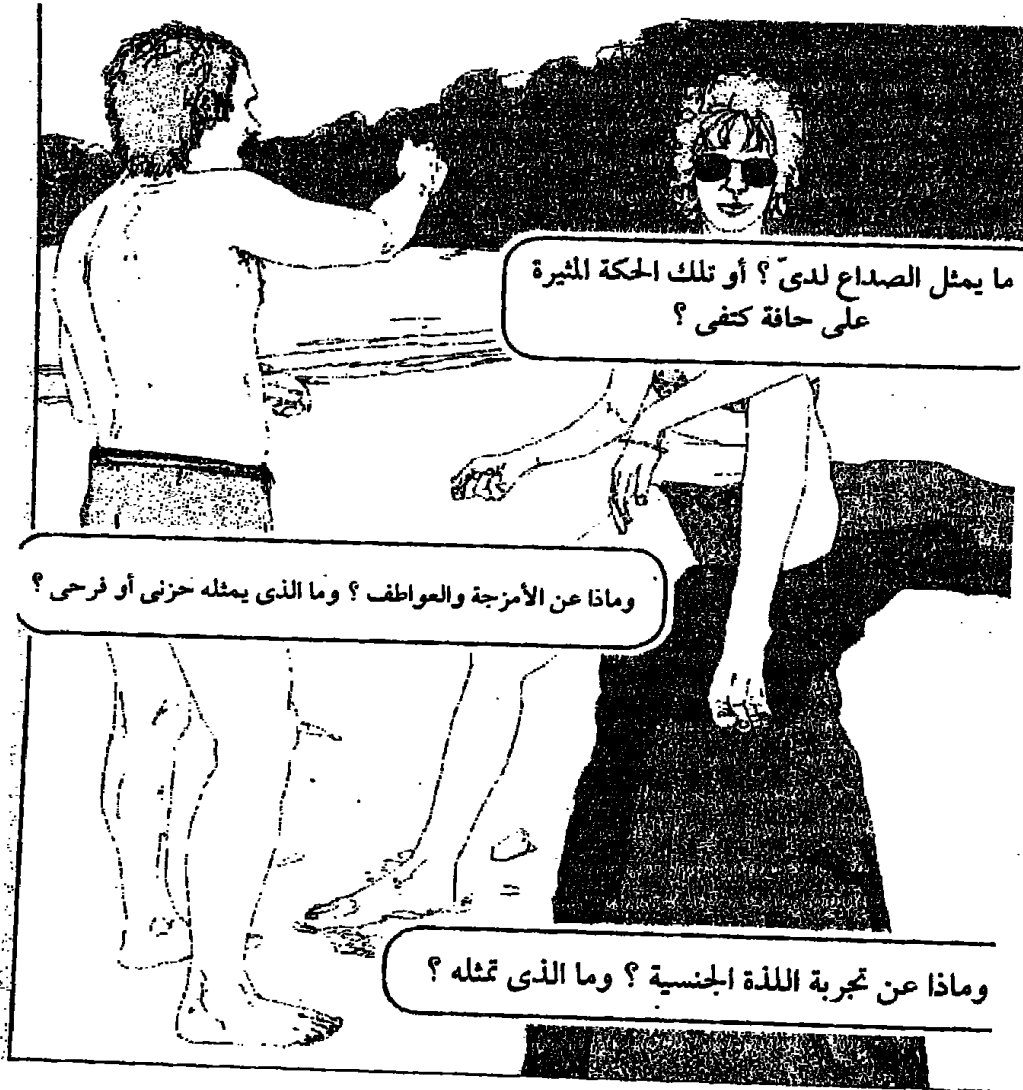 ما يمثل الصداع لدىّ ؟ أو تلك الحكة المثيرة
على حافة كتفى ؟
وماذا عن الأمزجة والعواطف ؟ وما الذى يمثله حزنى أو فرحى ؟
وماذا عن تجربة اللذة الجنسية ؟ وما الذى تمثله ؟